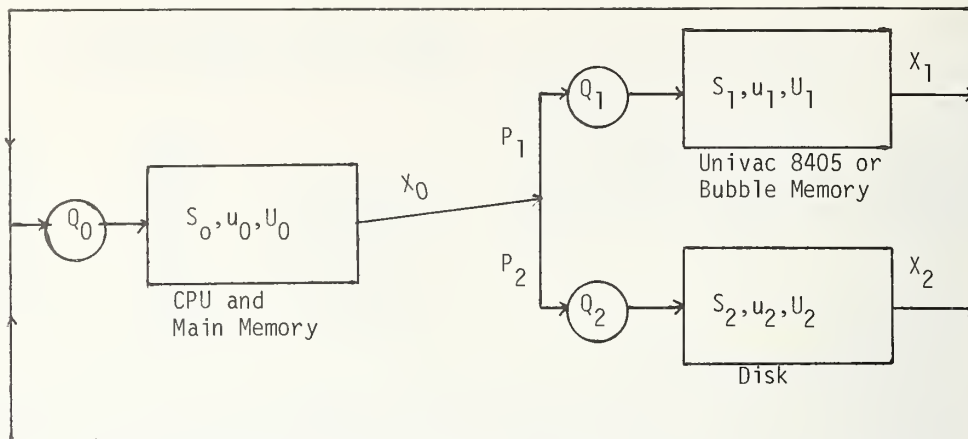 Q₀
S₀,u₀,U₀
CPU and
Main Memory
X₀
P₁
P₂
Q₁
S₁,u₁,U₁
Univac 8405 or
Bubble Memory
X₁
Q₂
S₂,u₂,U₂
Disk
X₂